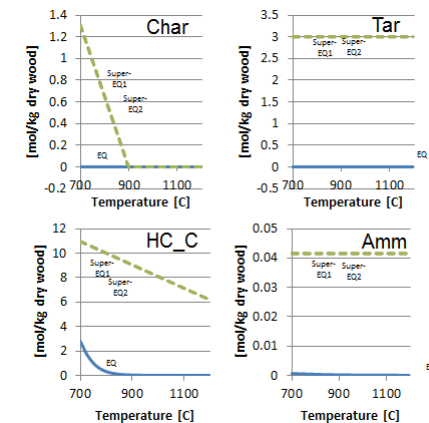 Char
[mol/kg dry wood]
1.4
1.2
1
0.8
0.6
0.4
0.2
0
-0.2
Super-
EQ1
Super-
EQ2
EQ
700
900
1100
Temperature [C]
Tar
[mol/kg dry wood]
3.5
3
2.5
2
1.5
1
0.5
0
-0.5
Super-
EQ1
Super-
EQ2
EQ
700
900
1100
Temperature [C]
HC_C
[mol/kg dry wood]
12
10
8
6
4
2
0
Super-
EQ1
Super-
EQ2
EQ
700
900
1100
Temperature [C]
Amm
[mol/kg dry wood]
0.05
0.04
0.03
0.02
0.01
0
Super-
EQ1
Super-
EQ2
700
900
1100
Temperature [C]